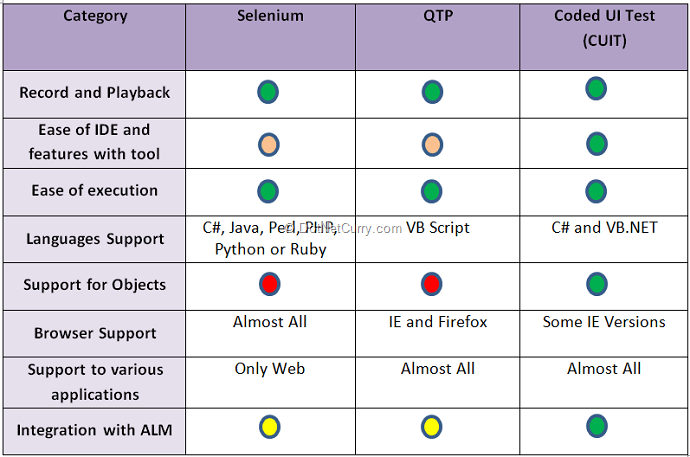 Category Selenium QTP Coded UI Test
(CUIT)
Record and Playback
Ease of IDE and
features with tool
Ease of execution
Languages Support C#, Java, Perl, PHP, VB Script C# and VB.NET
Python or Ruby
© DotNetCurry.com
Support for Objects
Browser Support Almost All IE and Firefox Some IE Versions
Support to various Only Web Almost All Almost All
applications
Integration with ALM